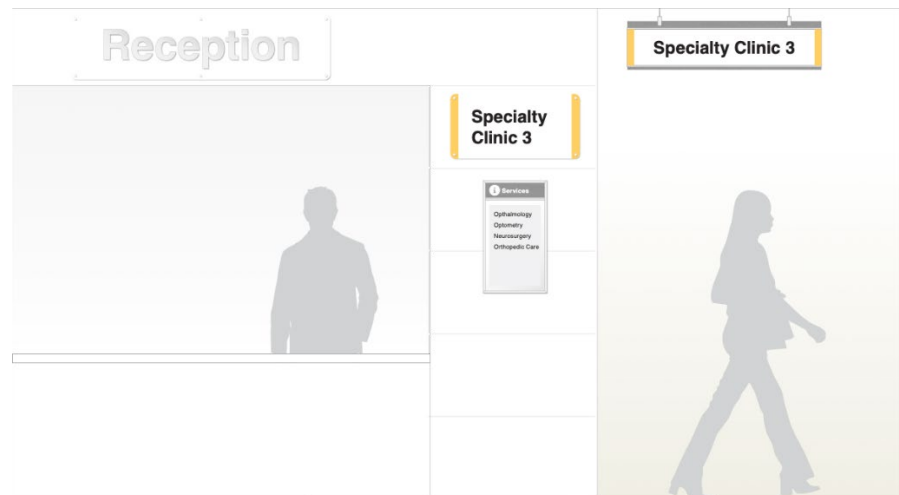 Reception
Specialty Clinic 3
Specialty
Clinic 3
i Services
Opthalmology
Optometry
Neurosurgery
Orthopedic Care